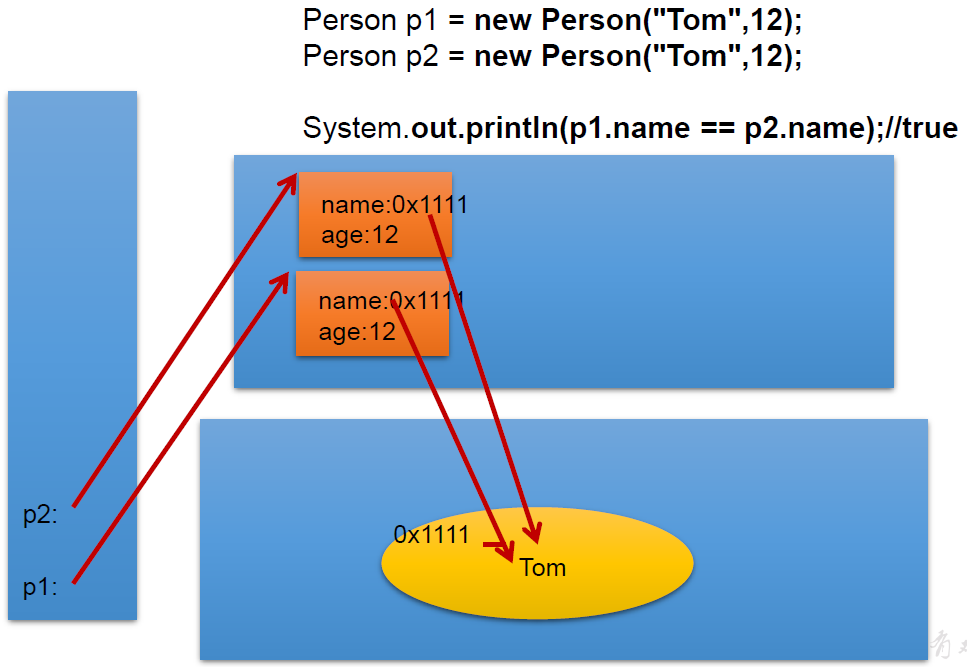 Person p1 = new Person("Tom",12);
Person p2 = new Person("Tom",12);
System.out.println(p1.name == p2.name);//true
name:0x1111
age:12
name:0x1111
age:12
p2:
p1:
0x1111
Tom